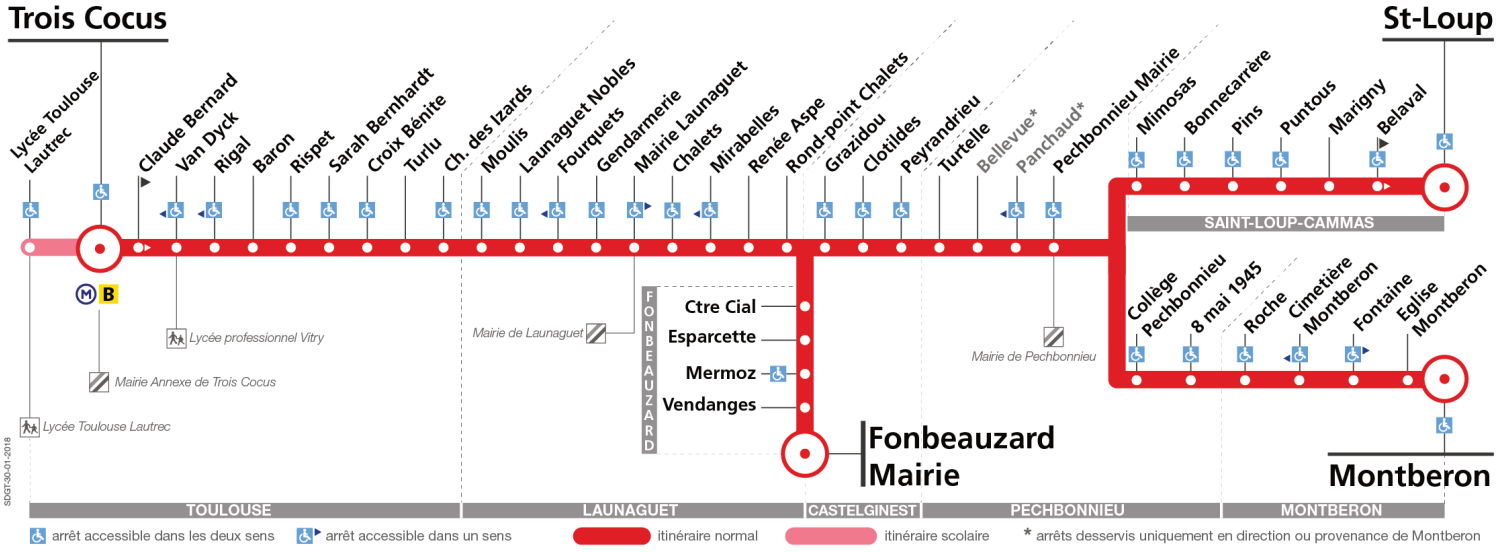 Trois Cocus
St-Loup
Lycée Toulouse
Lautrec
Claude Bernard
Van Dyck
Rigal
Baron
Rispet
Sarah Bernhardt
Croix Bénite
Turlu
Ch. des Izards
Moulis
Launaguet Nobles
Fourquets
Gendarmerie
Mairie Launaguet
Chalets
Mirabelles
Renée Aspe
Rond-point Chalets
Grazidou
Clotildes
Peyrandrieu
Turtelle
Bellevue*
Panchaud*
Pechbonnieu Mairie
Mimosas
Bonnecarrère
Pins
Puntous
Marigny
Belaval
SAINT-LOUP-CAMMAS
M B
Lycée professionnel Vitry
Mairie Annexe de Trois Cocus
Lycée Toulouse Lautrec
Mairie de Launaguet
FONBEAUZARD
Ctre Cial
Esparcette
Mermoz
Vendanges
Fonbeauzard
Mairie
Mairie de Pechbonnieu
Collège
Pechbonnieu
8 mai 1945
Roche
Cimetière
Montberon
Fontaine
Eglise
Montberon
Montberon
SDGT-30-01-2018
TOULOUSE
LAUNAGUET
CASTELGINEST
PECHBONNIEU
MONTBERON
arrêt accessible dans les deux sens
arrêt accessible dans un sens
itinéraire normal
itinéraire scolaire
* arrêts desservis uniquement en direction ou provenance de Montberon